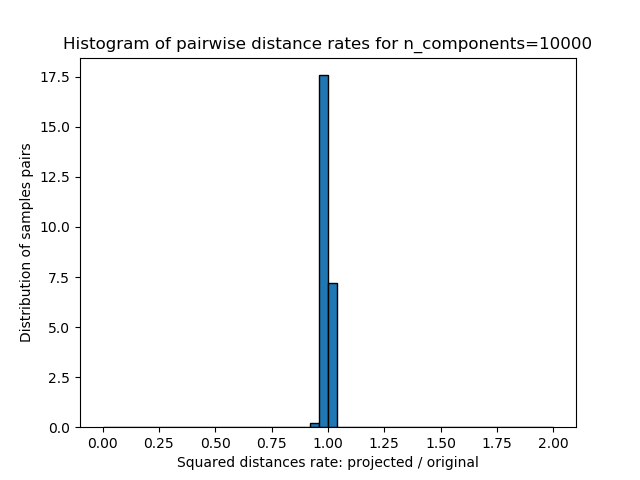 Histogram of pairwise distance rates for n_components=10000
Distribution of samples pairs
17.5
15.0
12.5
10.0
7.5
5.0
2.5
0.0
0.00 0.25 0.50 0.75 1.00 1.25 1.50 1.75 2.00
Squared distances rate: projected / original